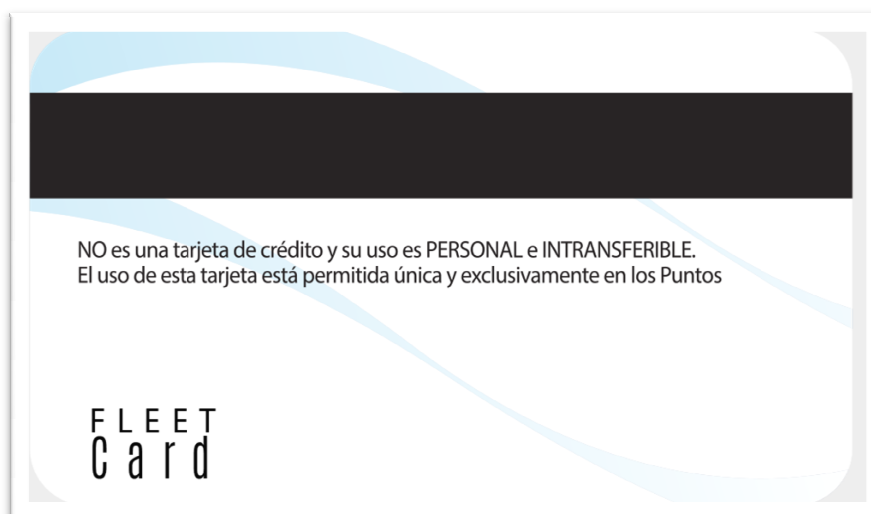 NO es una tarjeta de crédito y su uso es PERSONAL e INTRANSFERIBLE.
El uso de esta tarjeta está permitida única y exclusivamente en los Puntos
FLEET
Card